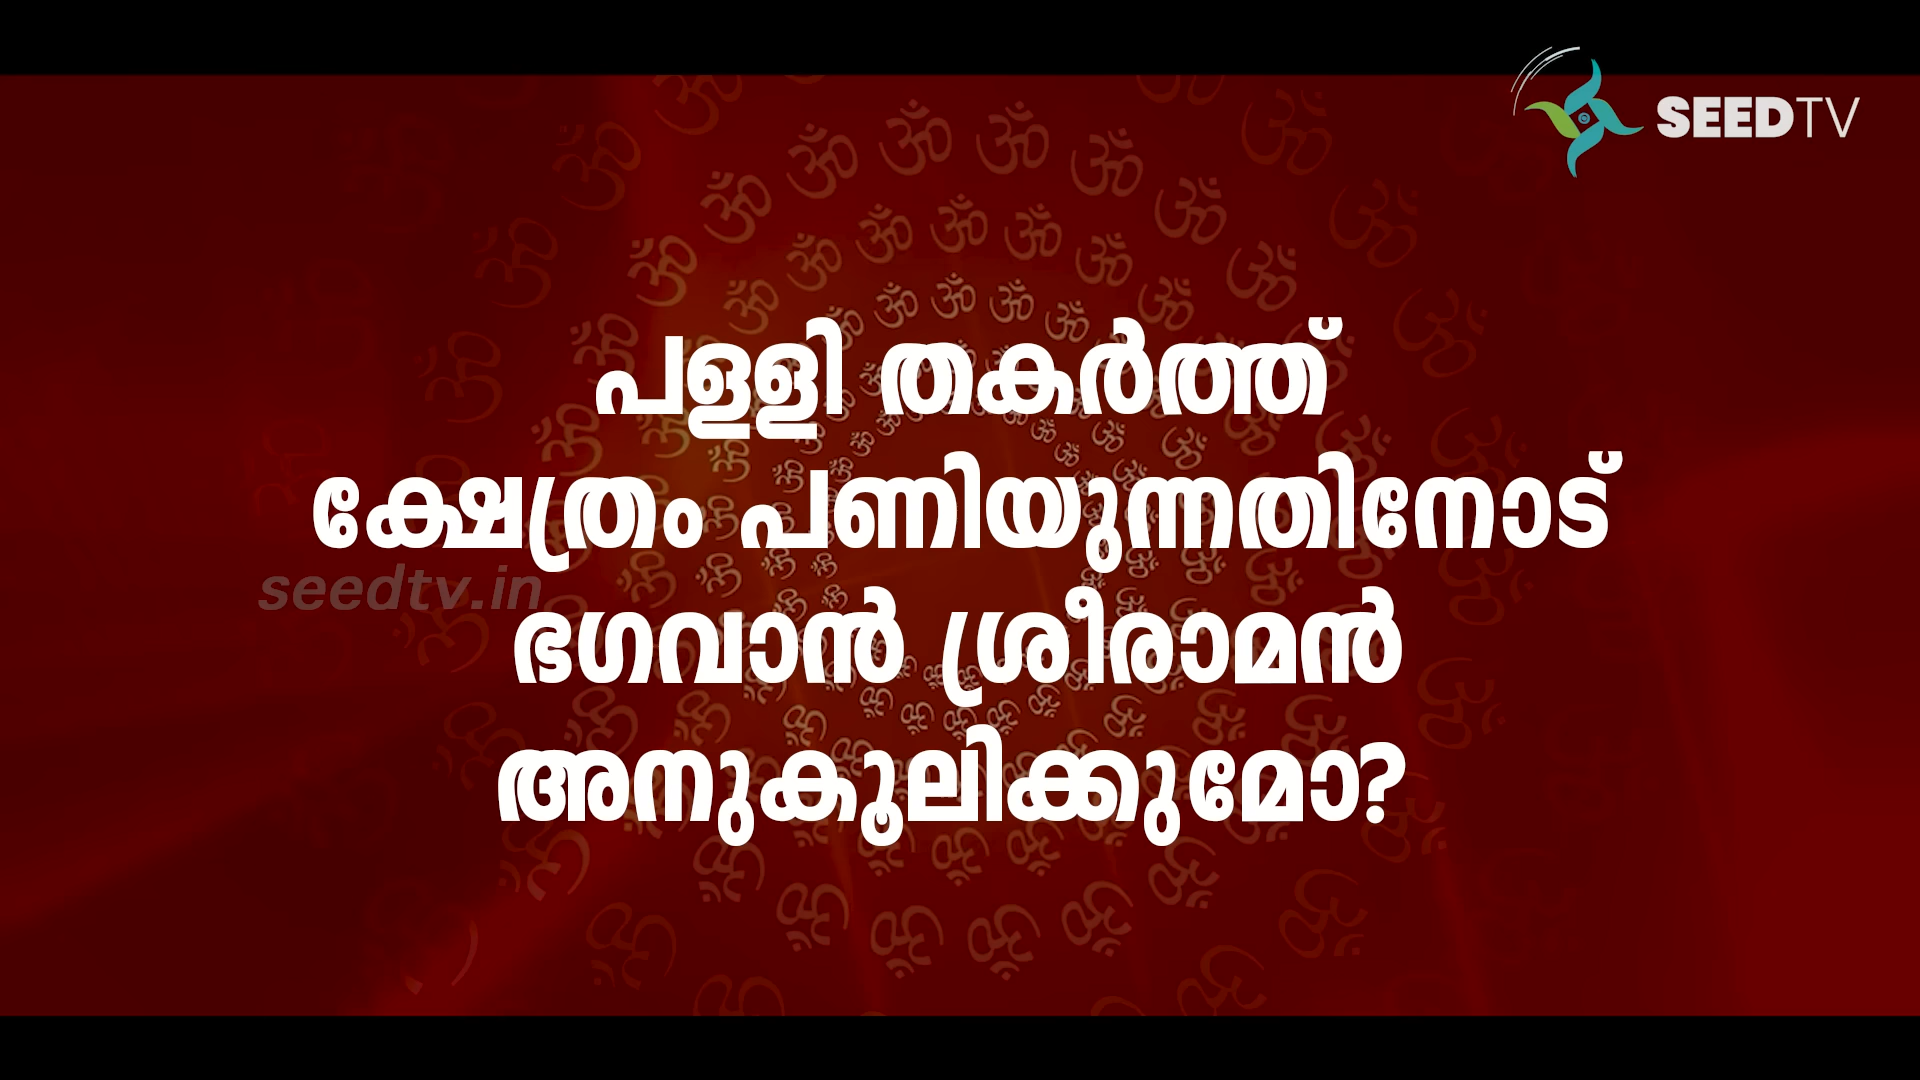 SEEDTV
പള്ളി തകർത്ത്
ക്ഷേത്രം പണിയുന്നതിനോട്
seedtv.in
ഭഗവാൻ ശ്രീരാമൻ
അനുകൂലിക്കുമോ?